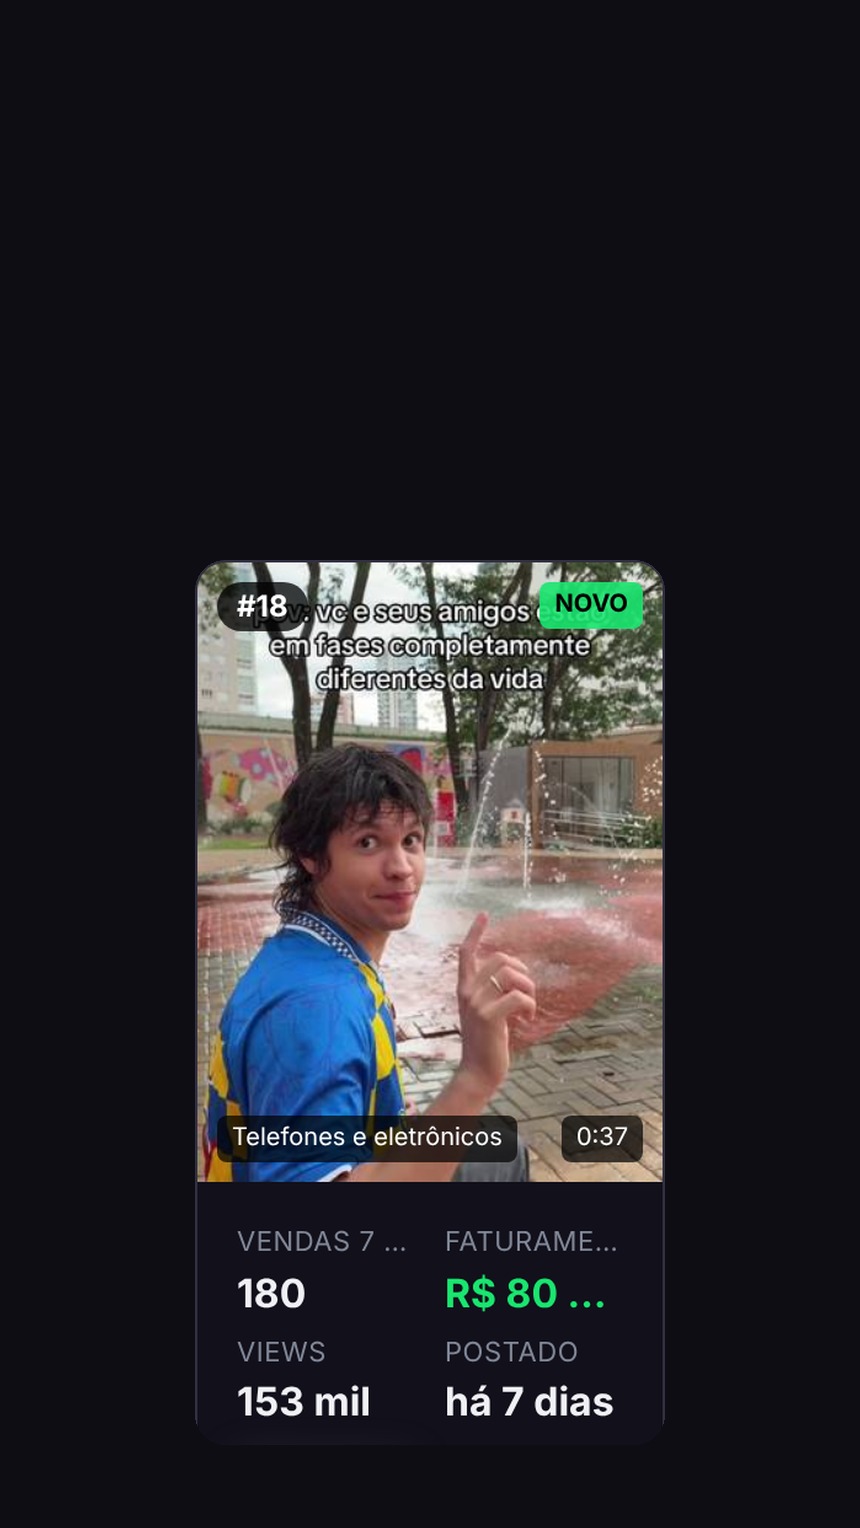 #18
NOVO
: vc e seus amigos
em fases completamente
diferentes da vida
Telefones e eletrônicos
0:37
VENDAS 7 ...
FATURAME...
180
R$ 80 ...
VIEWS
POSTADO
153 mil
há 7 dias